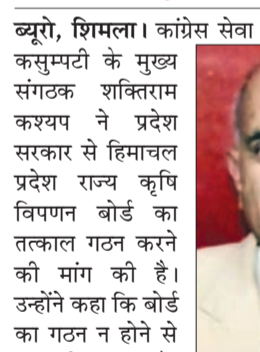 ब्यूरो, शिमला। कांग्रेस सेवा
कसुम्पटी के मुख्य
संगठक शक्तिराम
कश्यप ने प्रदेश
सरकार से हिमाचल
प्रदेश राज्य कृषि
विपणन बोर्ड का
तत्काल गठन करने
की मांग की है।
उन्होंने कहा कि बोर्ड
का गठन न होने से